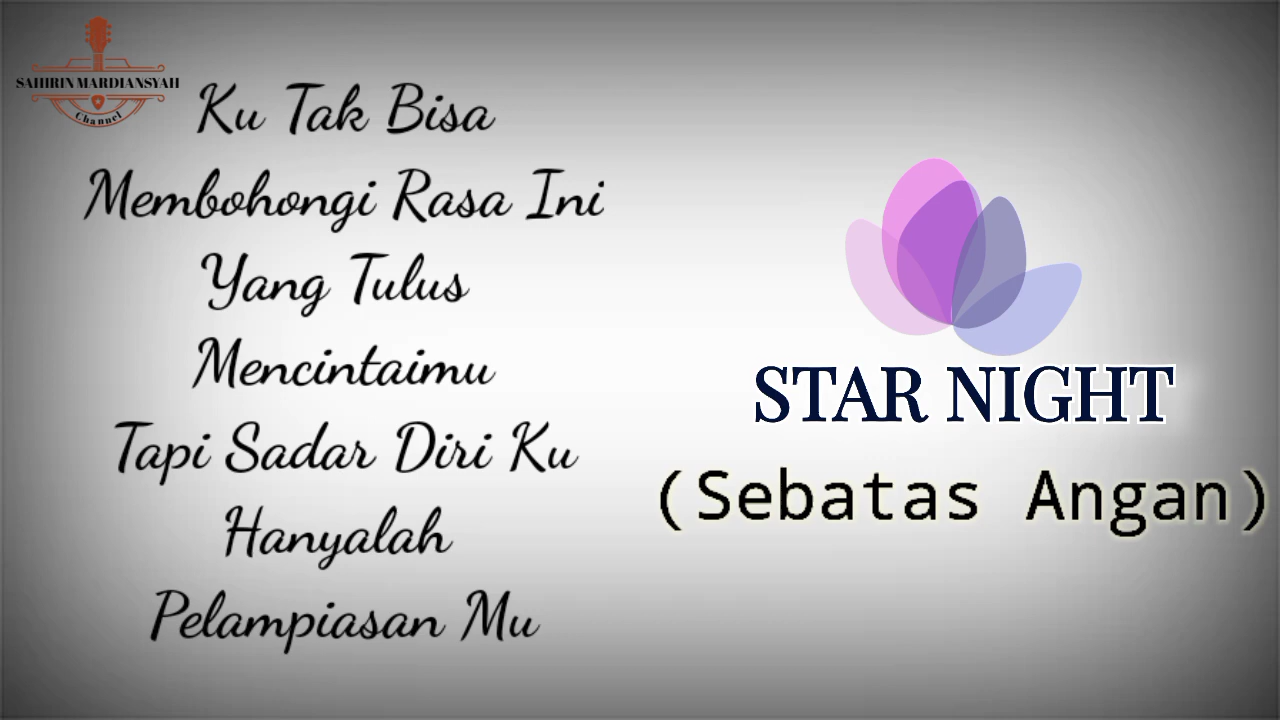 SAHIRIN MARDIANSYAH
Channel
Ku Tak Bisa
Membohongi Rasa Ini
Yang Tulus
Mencintaimu
Tapi Sadar Diri Ku
Hanyalah
Pelampiasan Mu
STAR NIGHT
(Sebatas Angan)